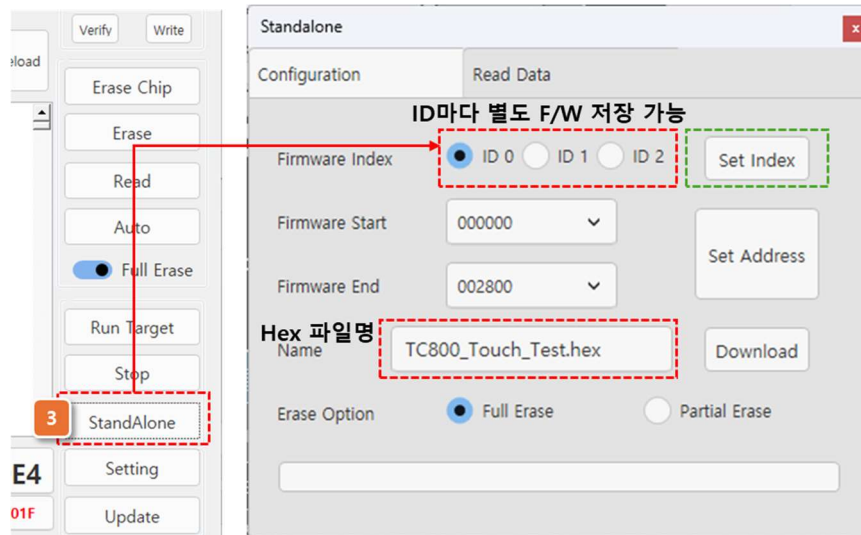 Verify Write
eload
Erase Chip
Erase
Read
Auto
Full Erase
Run Target
Stop
3
StandAlone
Setting
Update
E4
01F
Standalone
x
Configuration Read Data
ID마다 별도 F/W 저장 가능
Firmware Index ID 0 ID 1 ID 2 Set Index
Firmware Start 000000
Set Address
Firmware End 002800
Hex 파일명
Name TC800_Touch_Test.hex Download
Erase Option Full Erase Partial Erase